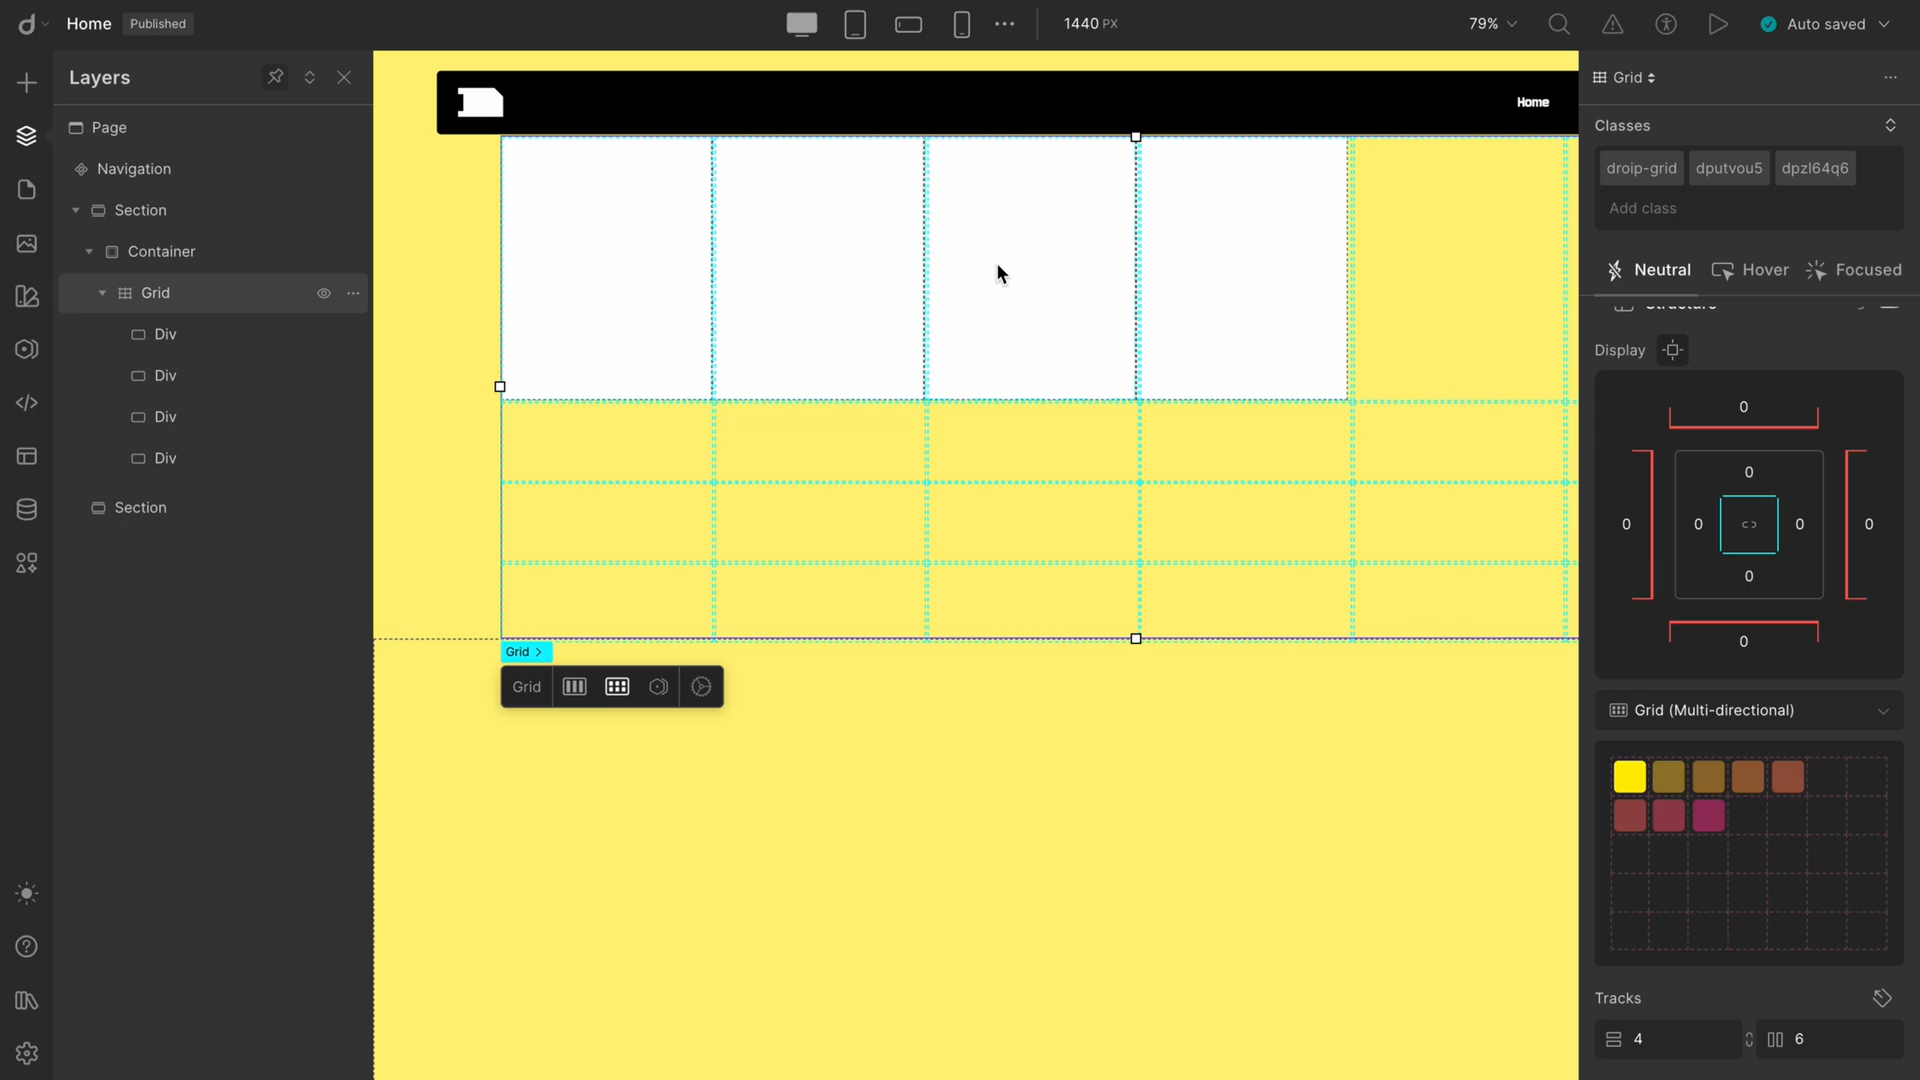 Home
Published
1440 PX
79%
Auto saved
Layers
Page
Navigation
Section
Container
Grid
Div
Div
Div
Div
Section
Home
Grid >
Grid
Grid
Classes
droip-grid
dputvou5
dpzl64q6
Add class
Neutral
Hover
Focused
Structure
Display
0
0
0
0
0
0
0
0
Grid (Multi-directional)
Tracks
4
6